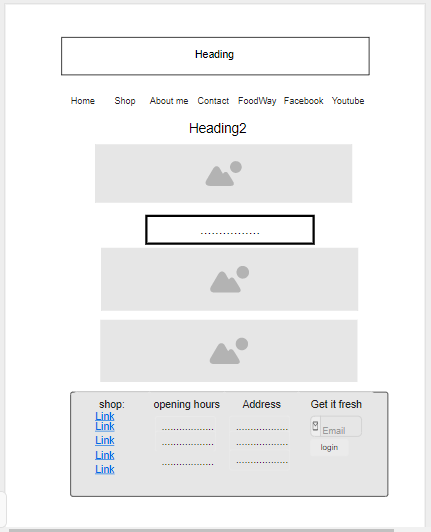 Heading
Home Shop About me Contact FoodWay Facebook Youtube
Heading2
................
shop: opening hours Address Get it fresh
Link
Link .................. .................. Email
Link .................. .................. login
Link .................. ..................
Link